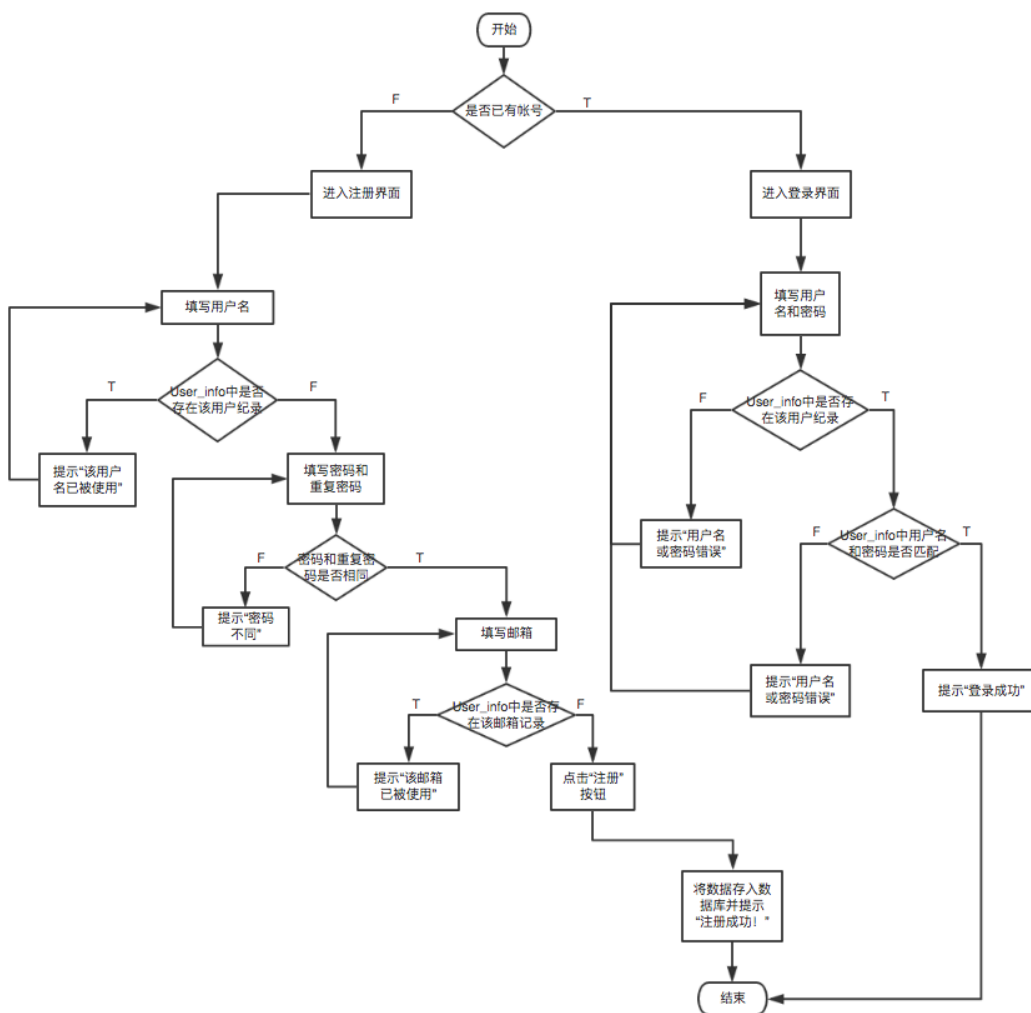 开始
是否已有帐号
F
T
进入注册界面
进入登录界面
填写用户名
填写用户
名和密码
User_info中是否
存在该用户纪录
T
F
User_info中是否存
在该用户纪录
F
T
提示“该用户
名已被使用”
填写密码和
重复密码
提示“用户名
或密码错误”
User_info中用户名
和密码是否匹配
F
T
密码和重复密
码是否相同
F
T
提示“密码
不同”
填写邮箱
提示“用户名
或密码错误”
提示“登录成功”
User_info中是否存
在该邮箱记录
T
F
提示“该邮箱
已被使用”
点击“注册”
按钮
将数据存入数
据库并提示
“注册成功！”
结束